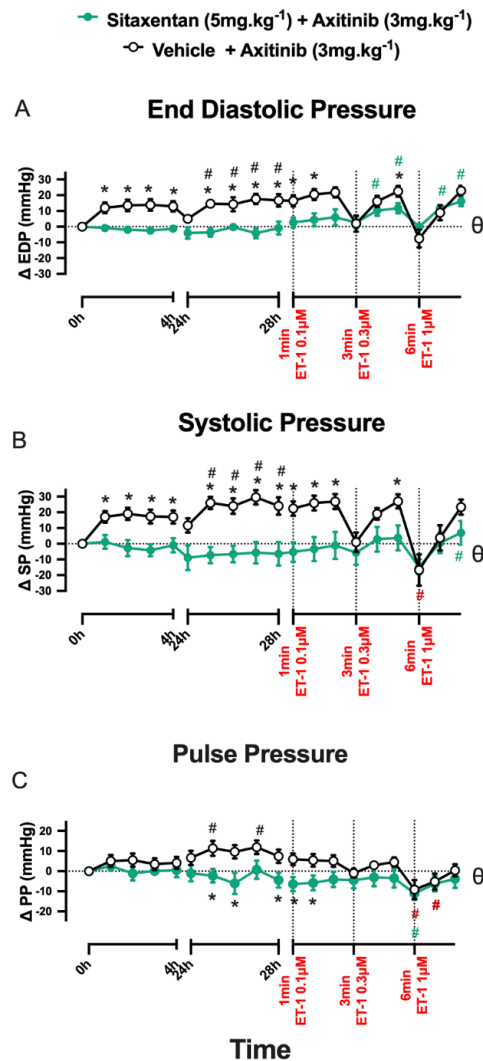 Sitaxentan (5mg.kg⁻¹) + Axitinib (3mg.kg⁻¹)
Vehicle + Axitinib (3mg.kg⁻¹)
A
End Diastolic Pressure
Δ EDP (mmHg)
30
20
10
0
-10
-20
-30
* * * * # * # * # * # * * * # # * # #
θ
0h
4h
24h
28h
1min
ET-1 0.1µM
3min
ET-1 0.3µM
6min
ET-1 1µM
B
Systolic Pressure
Δ SP (mmHg)
30
20
10
0
-10
-20
-30
* * * * # * # * # * # * * * * * # #
θ
0h
4h
24h
28h
1min
ET-1 0.1µM
3min
ET-1 0.3µM
6min
ET-1 1µM
C
Pulse Pressure
Δ PP (mmHg)
20
10
0
-10
-20
# #
* * * * * # # #
θ
0h
4h
24h
28h
1min
ET-1 0.1µM
3min
ET-1 0.3µM
6min
ET-1 1µM
Time